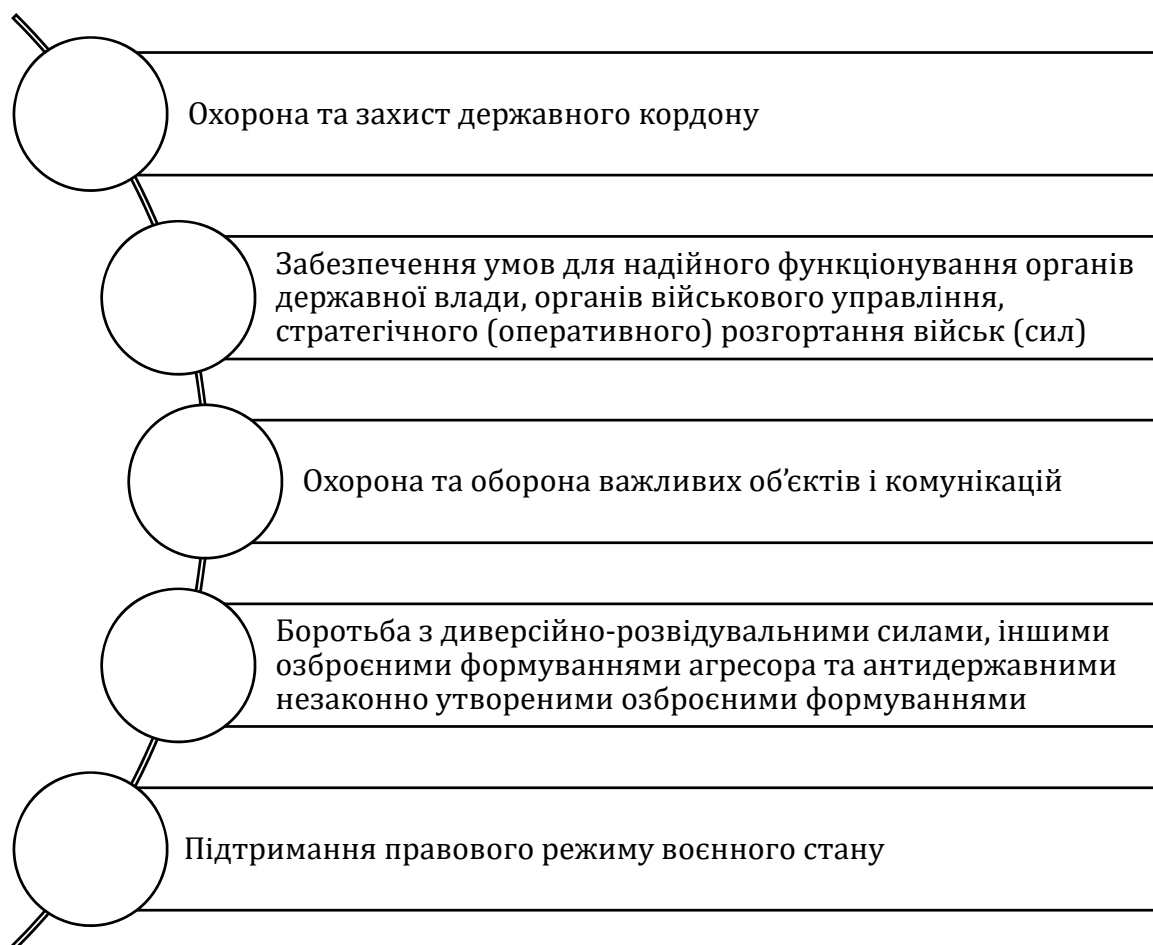 Охорона та захист державного кордону
Забезпечення умов для надійного функціонування органів
державної влади, органів військового управління,
стратегічного (оперативного) розгортання військ (сил)
Охорона та оборона важливих об’єктів і комунікацій
Боротьба з диверсійно-розвідувальними силами, іншими
озброєними формуваннями агресора та антидержавними
незаконно утвореними озброєними формуваннями
Підтримання правового режиму воєнного стану